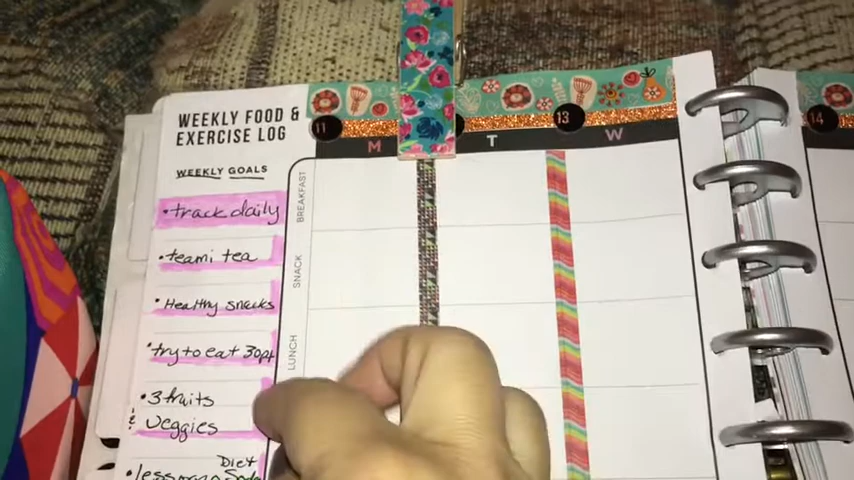 WEEKLY FOOD &
EXERCISE LOG
WEEKLY GOALS
• track daily
• teami tea
• Healthy snacks
• try to eat 30pt
• 3 fruits
& veggies
Diet
11
M
T
13
W
14
BREAKFAST
SNACK
LUNCH